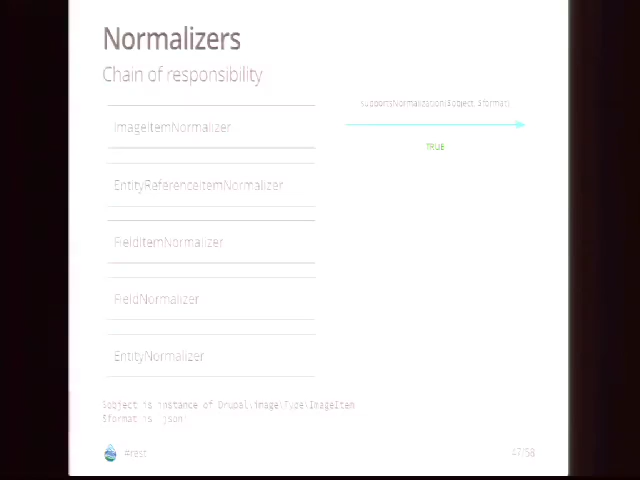 Normalizers
Chain of responsibility
supportsNormalization($object, $format)
ImageItemNormalizer
TRUE
EntityReferenceItemNormalizer
FieldItemNormalizer
FieldNormalizer
EntityNormalizer
$object is instance of Drupal\image\Type\ImageItem
$format is 'json'
#rest
47/58